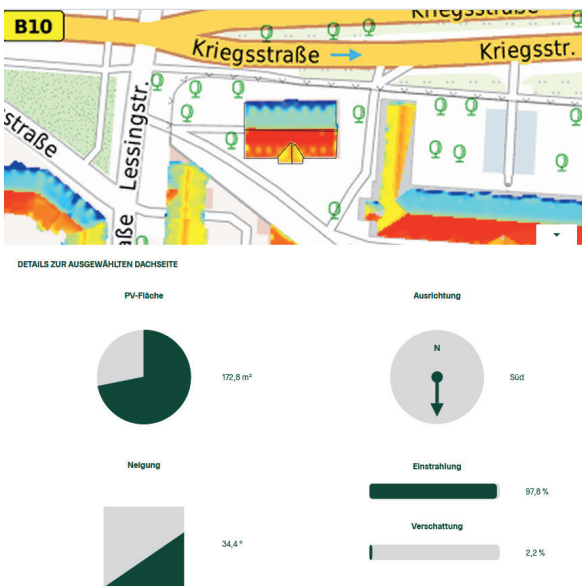 Kriegsstraße
B10
Kriegsstraße
Kriegsstr.
straße
Lessingstr.
aße
DETAILS ZUR AUSGEWÄHLTEN DACHSEITE
PV-Fläche
Ausrichtung
172,8 m²
N
Süd
Neigung
Einstrahlung
97,8 %
Verschattung
34,4 °
2,2 %